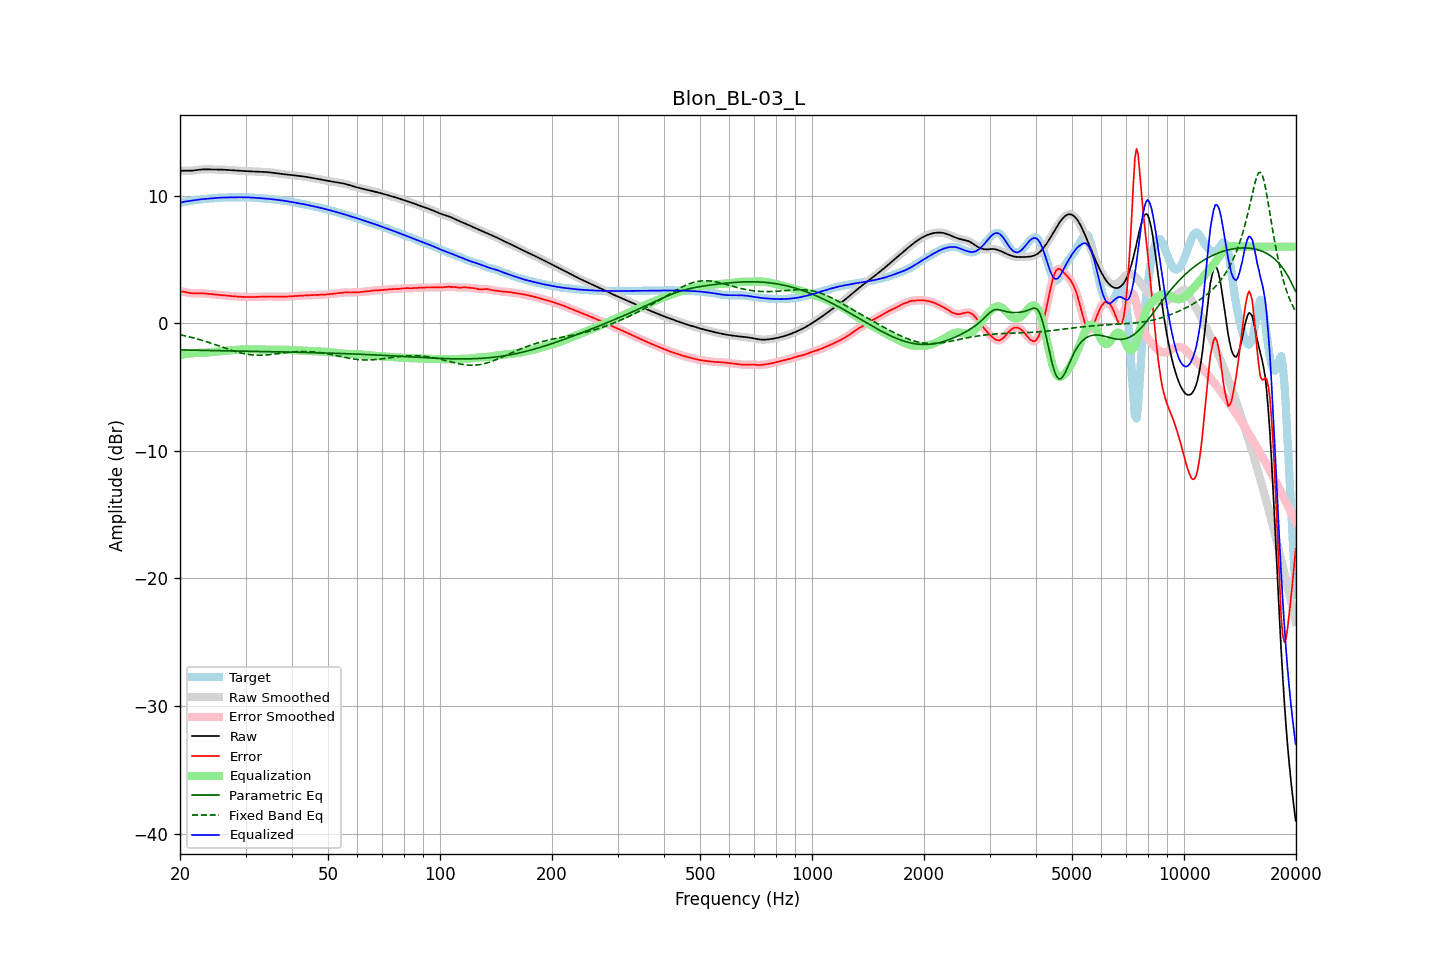 Blon_BL-03_L
Amplitude (dBr)
10
0
−10
−20
−30
−40
Target
Raw Smoothed
Error Smoothed
Raw
Error
Equalization
Parametric Eq
Fixed Band Eq
Equalized
20 50 100 200 500 1000 2000 5000 10000 20000
Frequency (Hz)